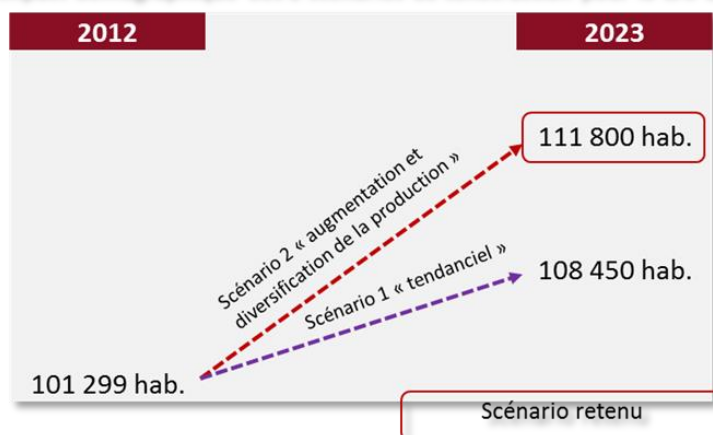 2012
2023
111 800 hab.
Scénario 2 « augmentation et
diversification de la production »
Scénario 1 « tendanciel »
108 450 hab.
101 299 hab.
Scénario retenu